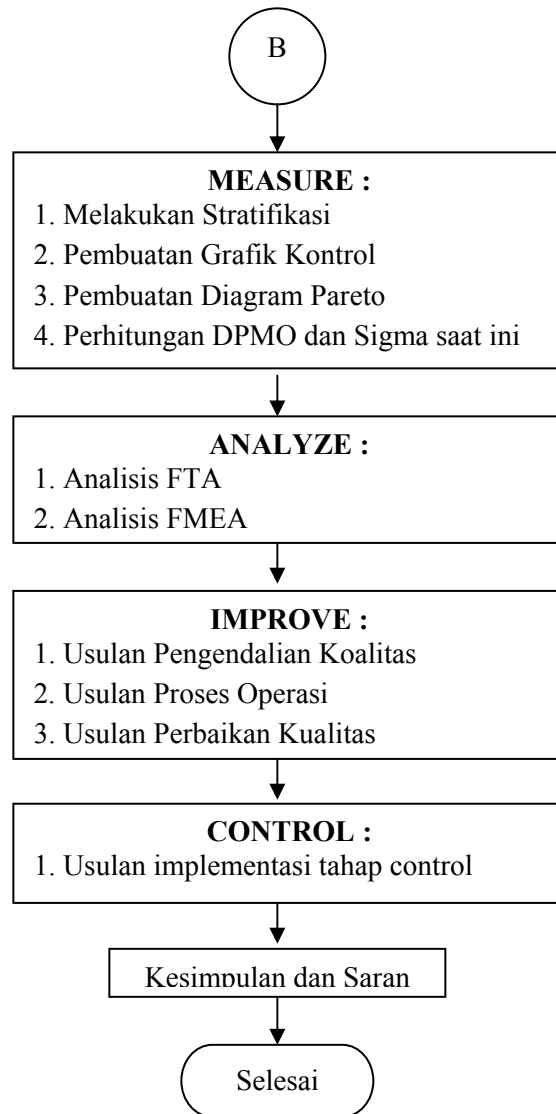 B
MEASURE :
1. Melakukan Stratifikasi
2. Pembuatan Grafik Kontrol
3. Pembuatan Diagram Pareto
4. Perhitungan DPMO dan Sigma saat ini
ANALYZE :
1. Analisis FTA
2. Analisis FMEA
IMPROVE :
1. Usulan Pengendalian Koalitas
2. Usulan Proses Operasi
3. Usulan Perbaikan Kualitas
CONTROL :
1. Usulan implementasi tahap control
Kesimpulan dan Saran
Selesai